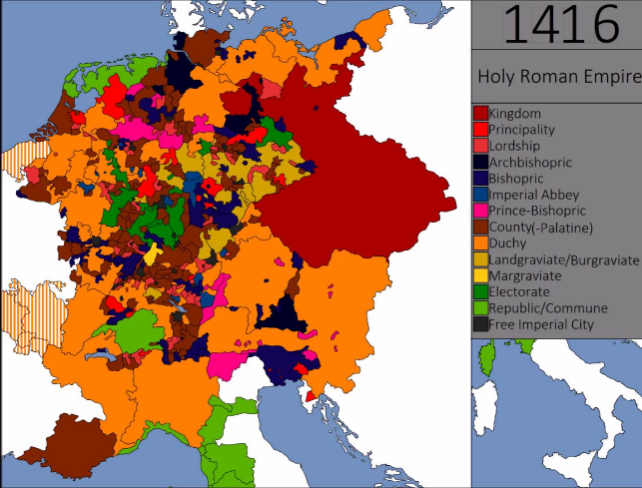 1416
Holy Roman Empire
Kingdom
Principality
Lordship
Archbishopric
Bishopric
Imperial Abbey
Prince-Bishopric
County(-Palatine)
Duchy
Landgraviate/Burgraviate
Margraviate
Electorate
Republic/Commune
Free Imperial City